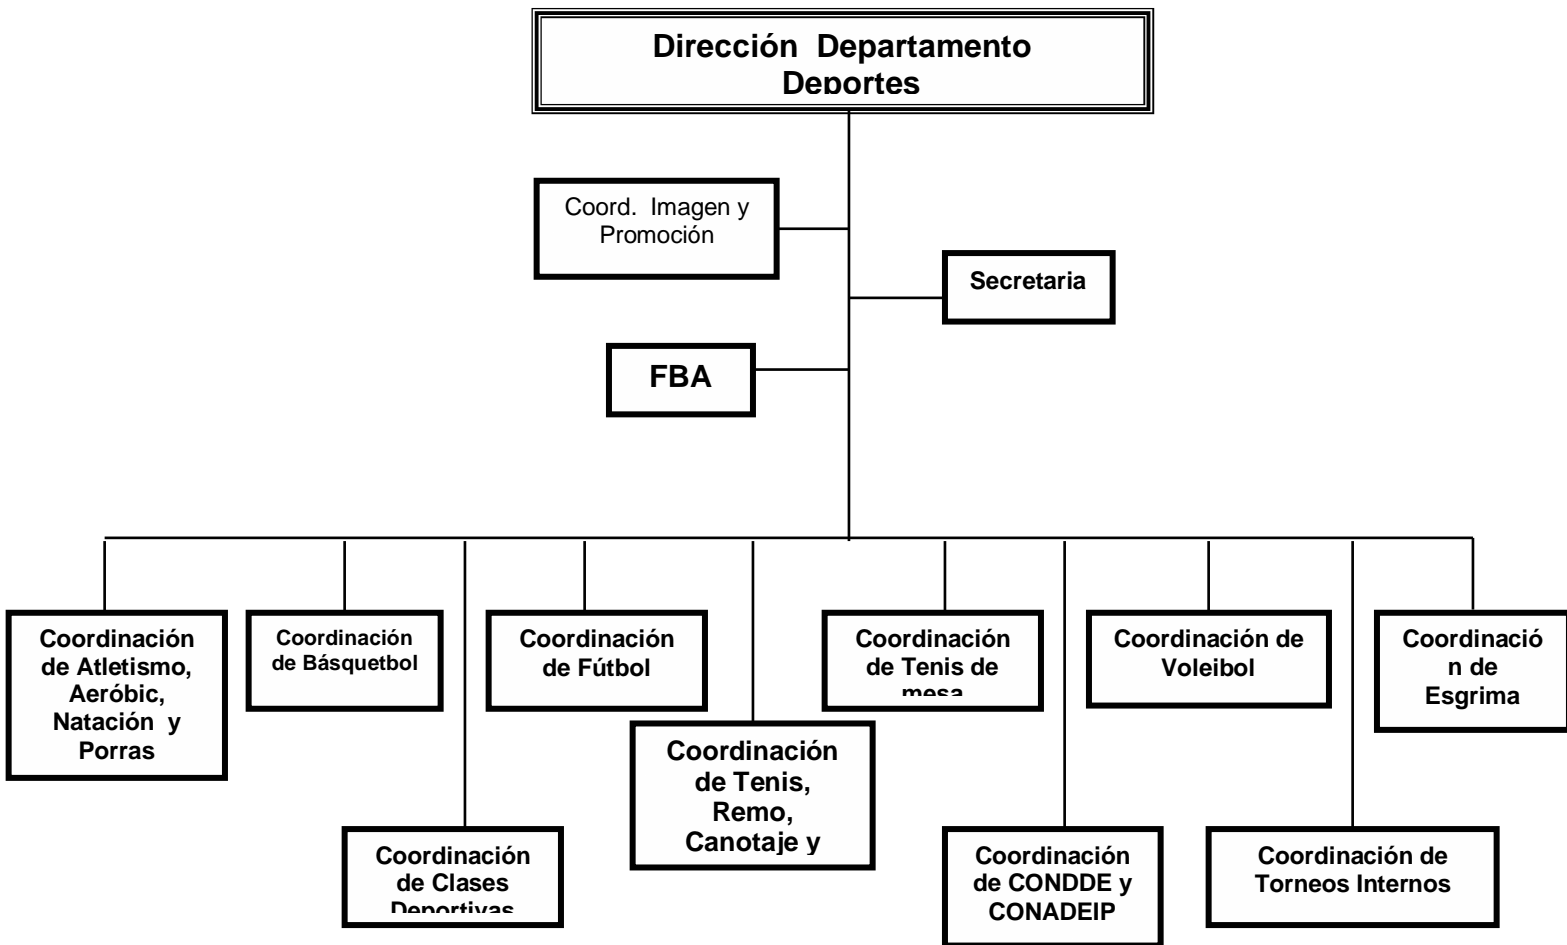 Dirección Departamento
Deportes
Coord. Imagen y
Promoción
Secretaria
FBA
Coordinación
de Atletismo,
Aeróbic,
Natación y
Porras
Coordinación
de Básquetbol
Coordinación
de Fútbol
Coordinación
de Tenis de
mesa
Coordinación de
Voleibol
Coordinació
n de
Esgrima
Coordinación
de Tenis,
Remo,
Canotaje y
Coordinación
de Clases
Deportivas
Coordinación
de CONDDE y
CONADEIP
Coordinación de
Torneos Internos